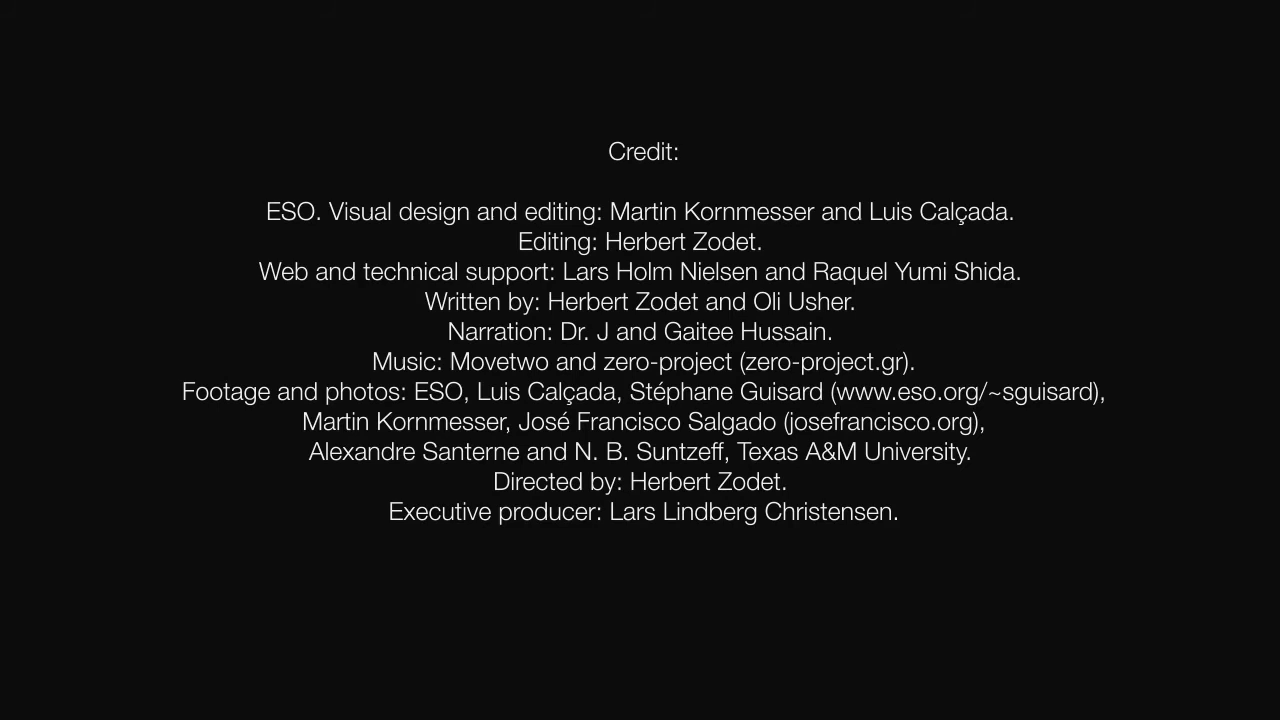 Credit:
ESO. Visual design and editing: Martin Kornmesser and Luis Calçada.
Editing: Herbert Zodet.
Web and technical support: Lars Holm Nielsen and Raquel Yumi Shida.
Written by: Herbert Zodet and Oli Usher.
Narration: Dr. J and Gaitee Hussain.
Music: Movetwo and zero-project (zero-project.gr).
Footage and photos: ESO, Luis Calçada, Stéphane Guisard (www.eso.org/~sguisard),
Martin Kornmesser, José Francisco Salgado (josefrancisco.org),
Alexandre Santerne and N. B. Suntzeff, Texas A&M University.
Directed by: Herbert Zodet.
Executive producer: Lars Lindberg Christensen.